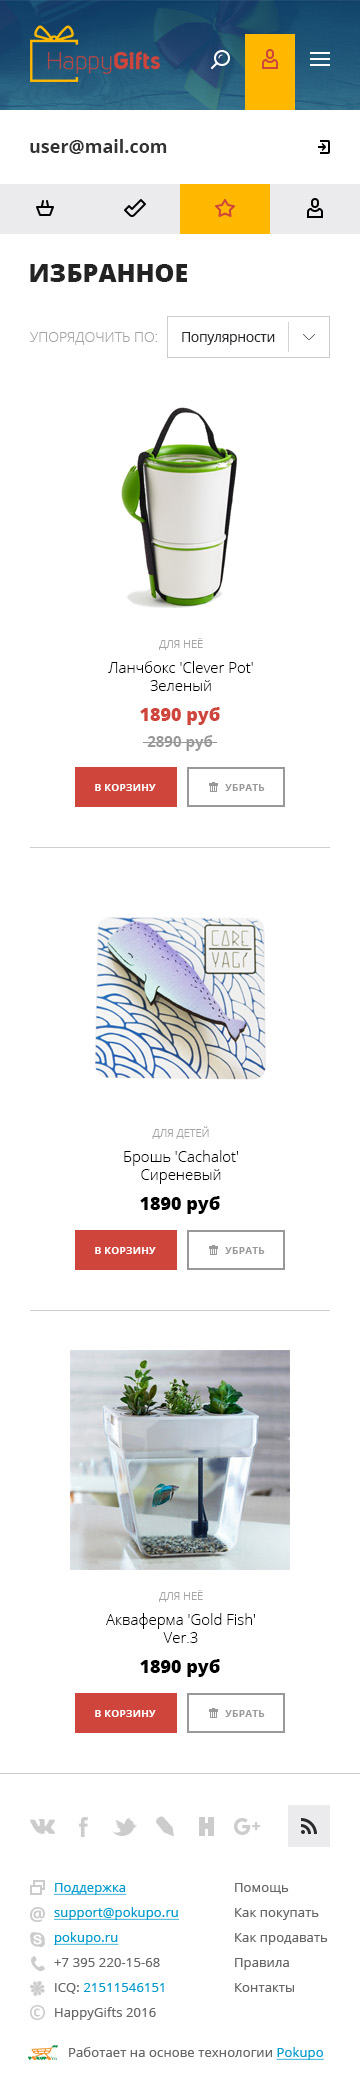 HappyGifts
user@mail.com
ИЗБРАННОЕ
УПОРЯДОЧИТЬ ПО: Популярности
ДЛЯ НЕЁ
Ланчбокс 'Clever Pot'
Зеленый
1890 руб
2890 руб
В КОРЗИНУ УБРАТЬ
CARE
YAGI
ДЛЯ ДЕТЕЙ
Брошь 'Cachalot'
Сиреневый
1890 руб
В КОРЗИНУ УБРАТЬ
ДЛЯ НЕЁ
Акваферма 'Gold Fish'
Ver.3
1890 руб
В КОРЗИНУ УБРАТЬ
Поддержка
support@pokupo.ru
pokupo.ru
+7 395 220-15-68
ICQ: 21511546151
HappyGifts 2016
Помощь
Как покупать
Как продавать
Правила
Контакты
Работает на основе технологии Pokupo